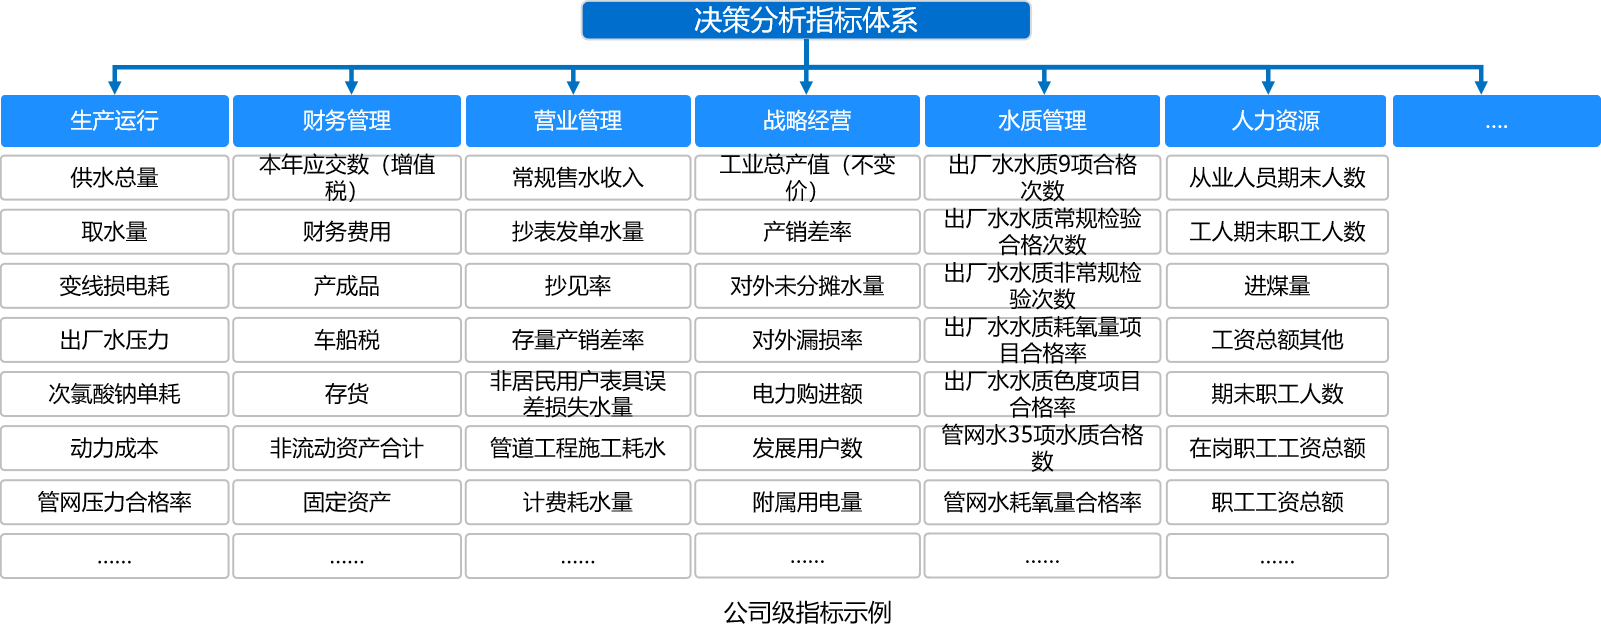 决策分析指标体系
生产运行
财务管理
营业管理
战略经营
水质管理
人力资源
....
供水总量
取水量
变线损电耗
出厂水压力
次氯酸钠单耗
动力成本
管网压力合格率
......
本年应交数（增值
税）
财务费用
产成品
车船税
存货
非流动资产合计
固定资产
......
常规售水收入
抄表发单水量
抄见率
存量产销差率
非居民用户表具误
差损失水量
管道工程施工耗水
计费耗水量
......
工业总产值（不变
价）
产销差率
对外未分摊水量
对外漏损率
电力购进额
发展用户数
附属用电量
......
出厂水水质9项合格
次数
出厂水水质常规检验
合格次数
出厂水水质非常规检
验次数
出厂水水质耗氧量项
目合格率
出厂水水质色度项目
合格率
管网水35项水质合格
数
管网水耗氧量合格率
......
从业人员期末人数
工人期末职工人数
进煤量
工资总额其他
期末职工人数
在岗职工工资总额
职工工资总额
......
公司级指标示例